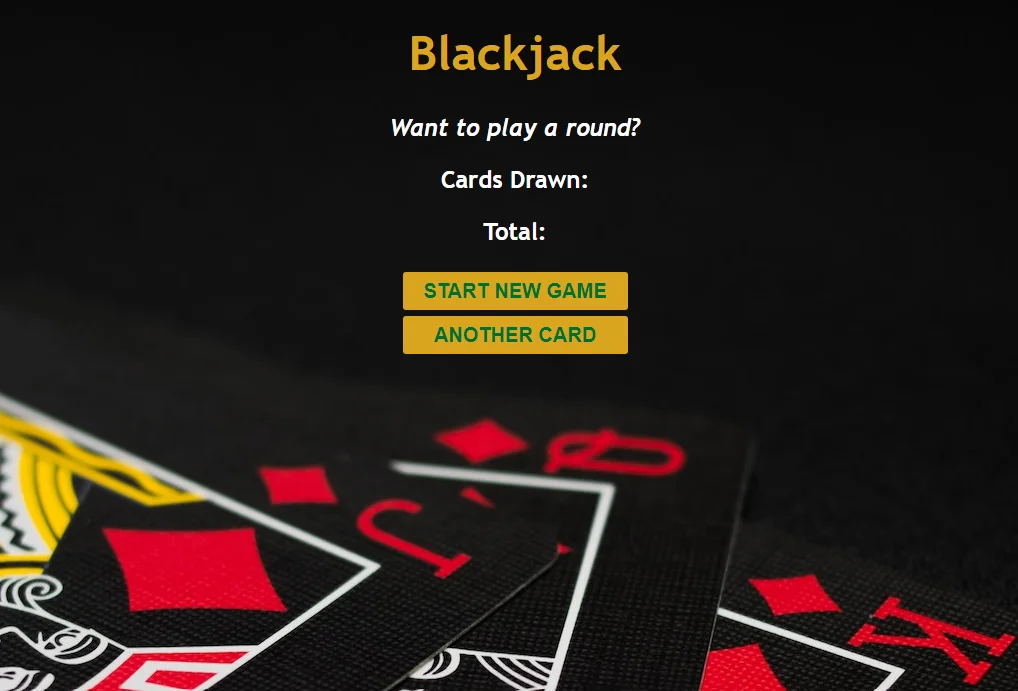 Blackjack
Want to play a round?
Cards Drawn:
Total:
START NEW GAME
ANOTHER CARD
Q
J
K